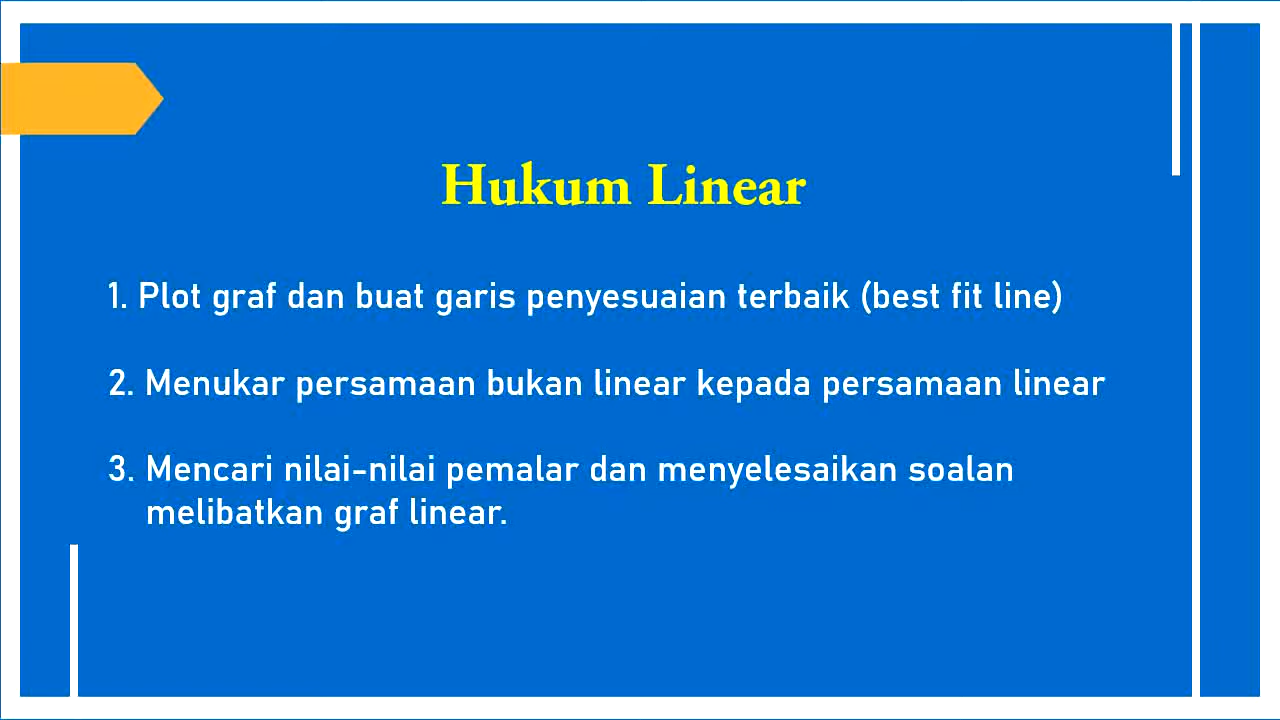 Hukum Linear
1. Plot graf dan buat garis penyesuaian terbaik (best fit line)
2. Menukar persamaan bukan linear kepada persamaan linear
3. Mencari nilai-nilai pemalar dan menyelesaikan soalan
melibatkan graf linear.